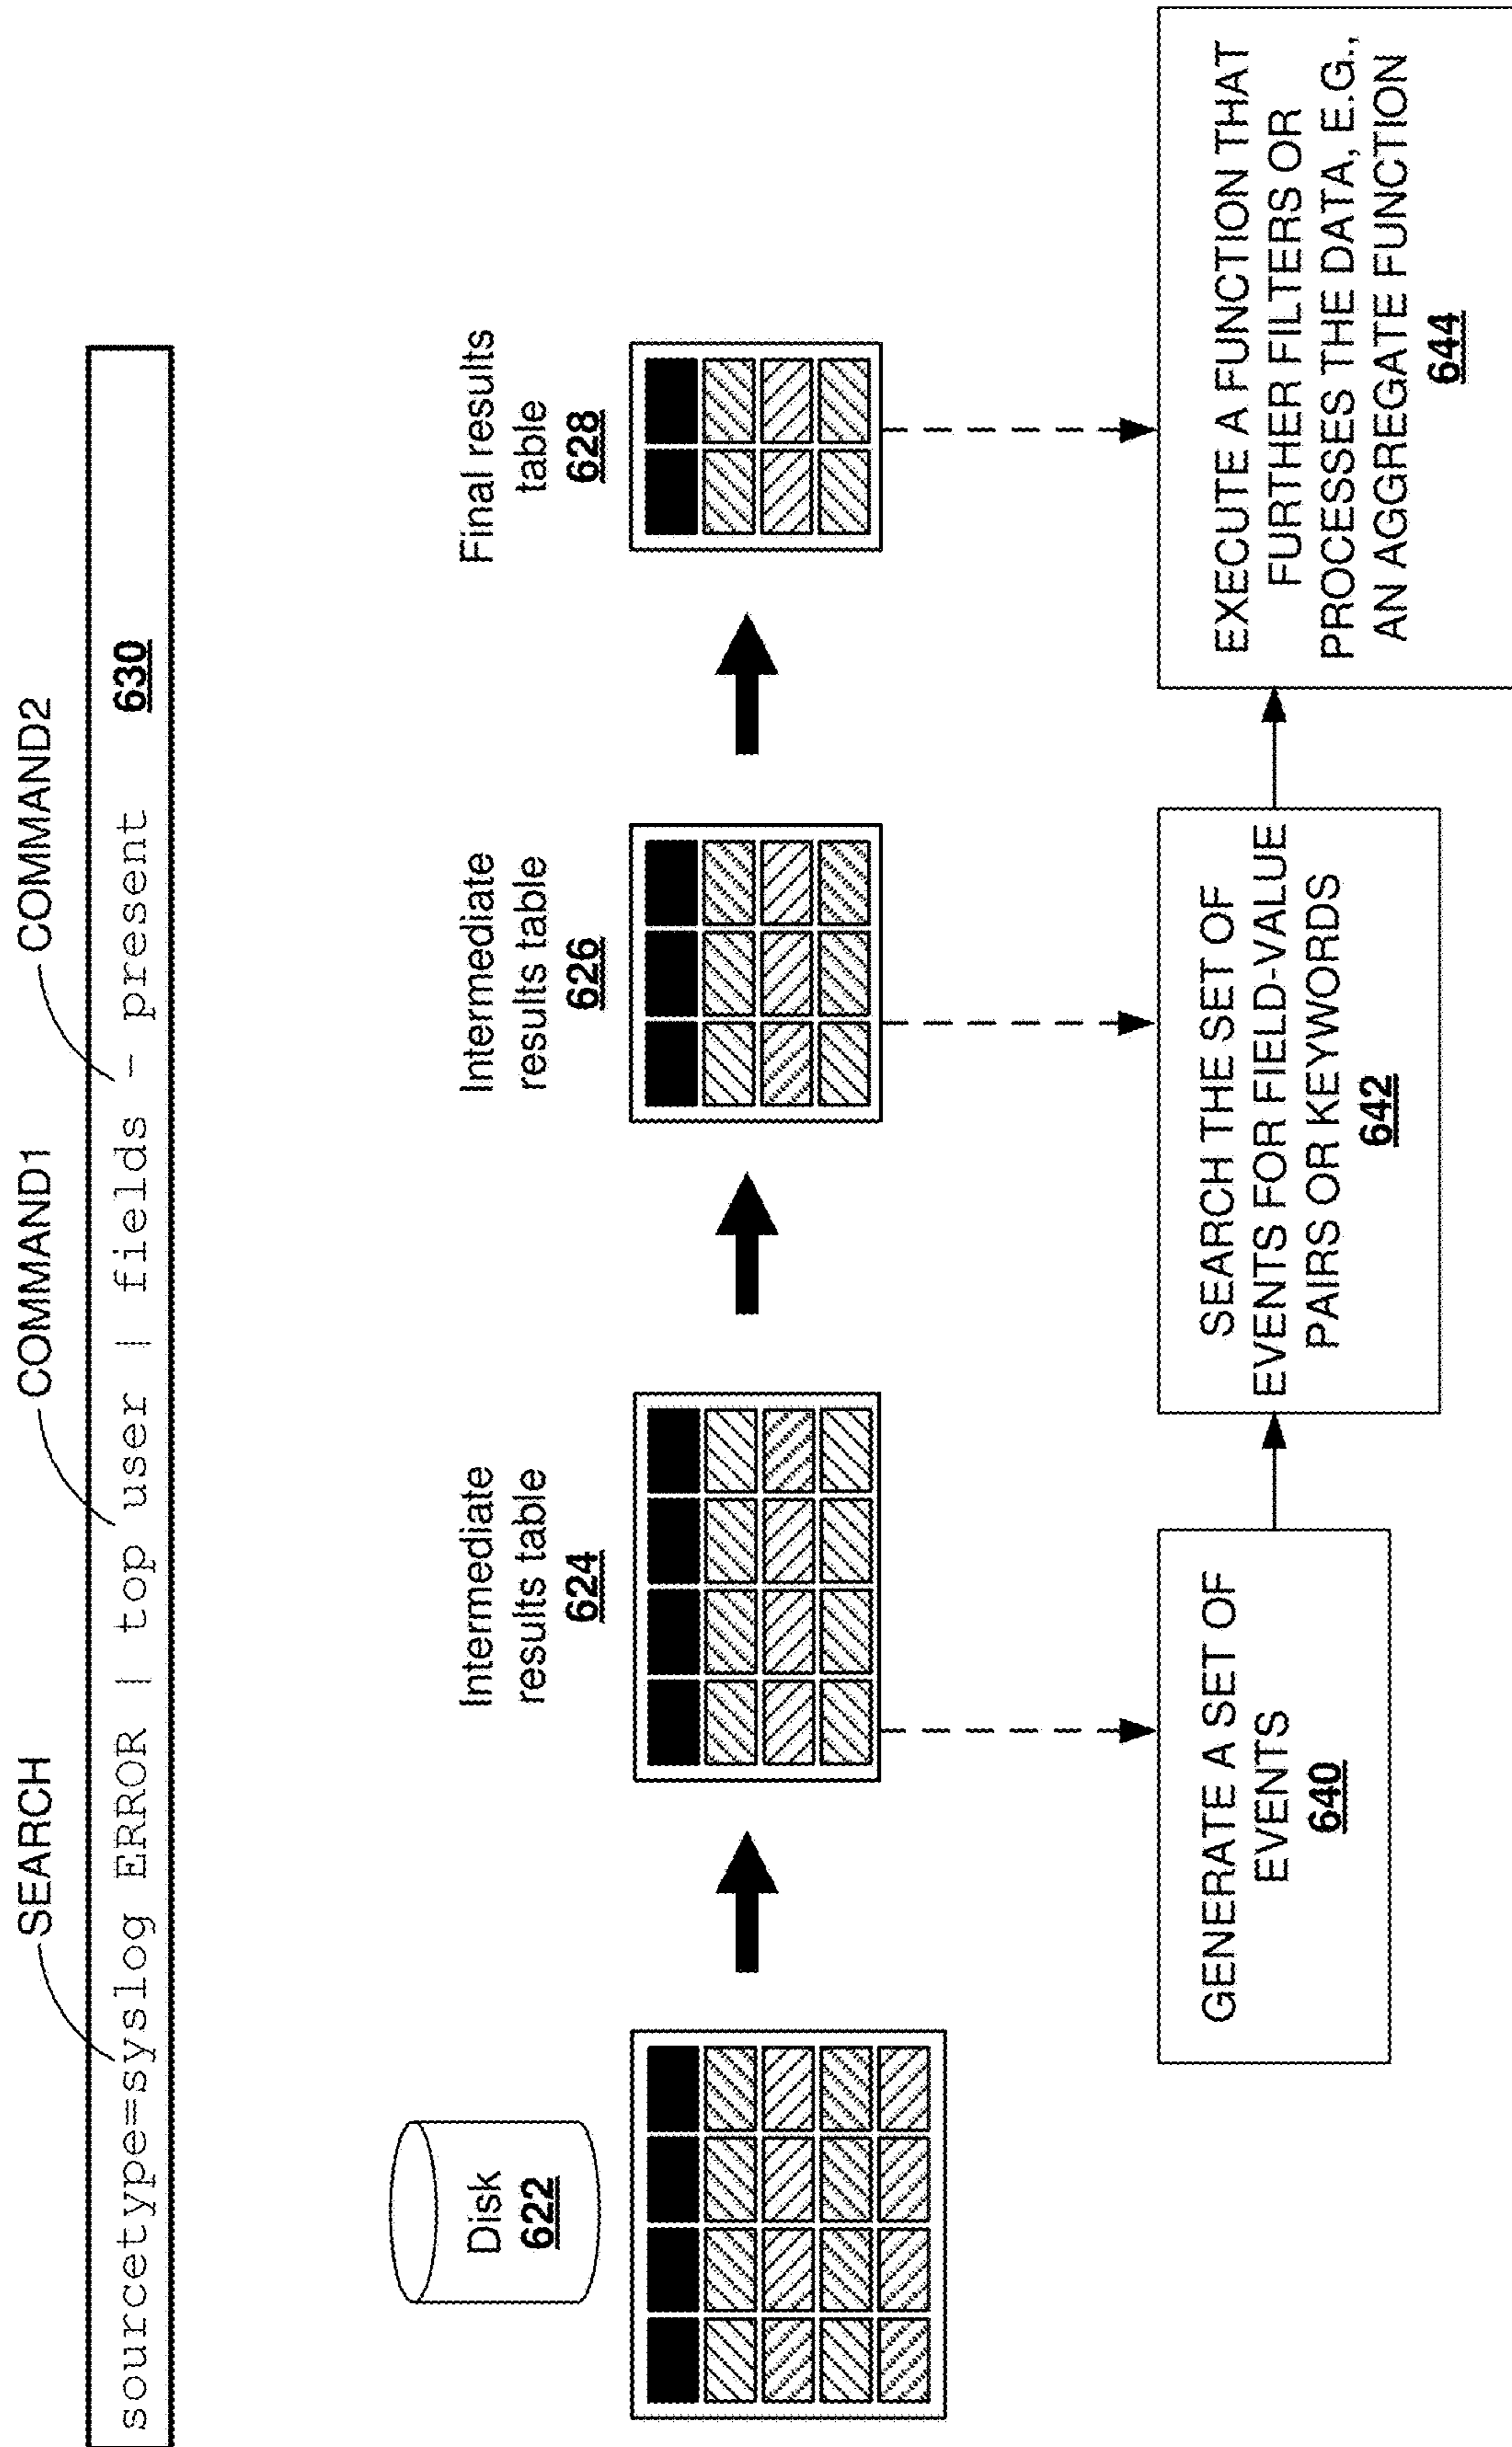 SEARCH
COMMAND1
COMMAND2
sourcetype=syslog ERROR | top user | fields - present 630
Disk
622
Intermediate
results table
624
Intermediate
results table
626
Final results
table
628
GENERATE A SET OF
EVENTS
640
SEARCH THE SET OF
EVENTS FOR FIELD-VALUE
PAIRS OR KEYWORDS
642
EXECUTE A FUNCTION THAT
FURTHER FILTERS OR
PROCESSES THE DATA, E.G.,
AN AGGREGATE FUNCTION
644